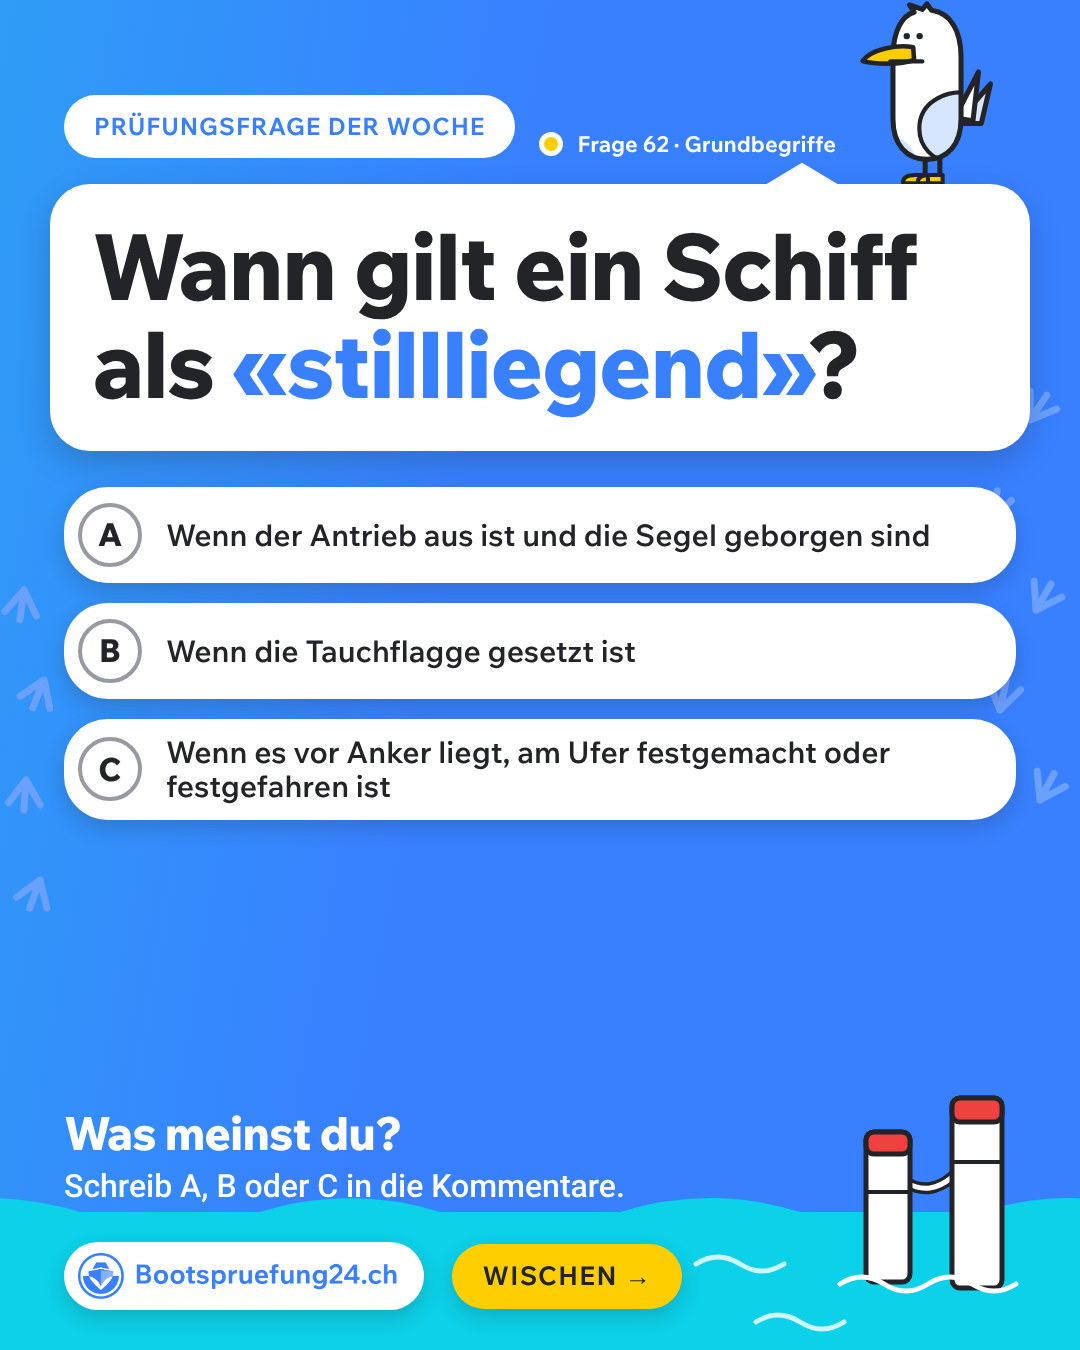 PRÜFUNGSFRAGE DER WOCHE
Frage 62 · Grundbegriffe
Wann gilt ein Schiff
als «stillliegend»?
A Wenn der Antrieb aus ist und die Segel geborgen sind
B Wenn die Tauchflagge gesetzt ist
C Wenn es vor Anker liegt, am Ufer festgemacht oder
festgefahren ist
Was meinst du?
Schreib A, B oder C in die Kommentare.
Bootspruefung24.ch
WISCHEN →